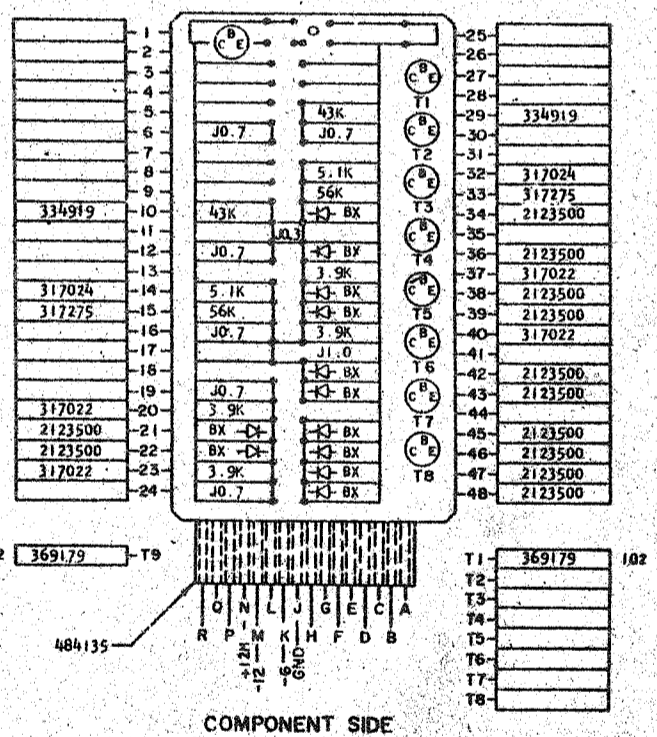 1 B C E O 25
2 26
3 B C E 27
4 T1 28
5 43K 29 334919
6 J0.7 J0.7 B C E 30
7 T2 31
8 5.1K 32 317024
9 56K B C E 33 317275
334919 10 43K BX T3 34 2123500
11 J0.3 35
12 J0.7 BX B C E 36 2123500
13 3.9K T4 37 317022
317024 14 5.1K BX B C E 38 2123500
317275 15 56K BX T5 39 2123500
16 J0.7 3.9K 40 317022
17 J1.0 B C E 41
18 BX T6 42 2123500
19 J0.7 BX B C E 43 2123500
317022 20 3.9K 44
2123500 21 BX BX T7 45 2123500
2123500 22 BX BX B C E 46 2123500
317022 23 3.9K BX T8 47 2123500
24 J0.7 BX 48 2123500
369179 T9
T1 369179 102
T2
T3
T4
T5
T6
T7
T8
Q N L J G E C A
R P M K H F D B
+12M -12 -6 GND
484135
COMPONENT SIDE